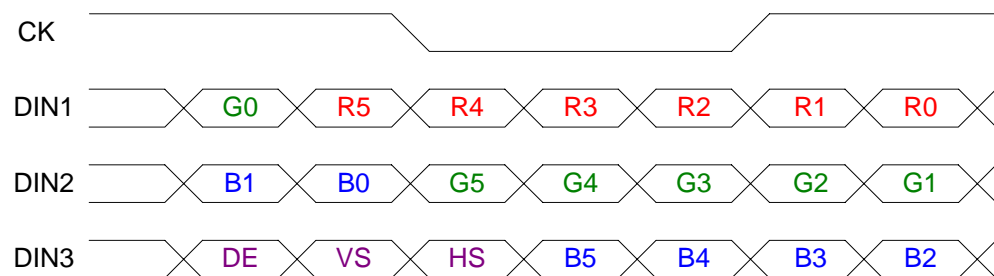 CK
DIN1 G0 R5 R4 R3 R2 R1 R0
DIN2 B1 B0 G5 G4 G3 G2 G1
DIN3 DE VS HS B5 B4 B3 B2